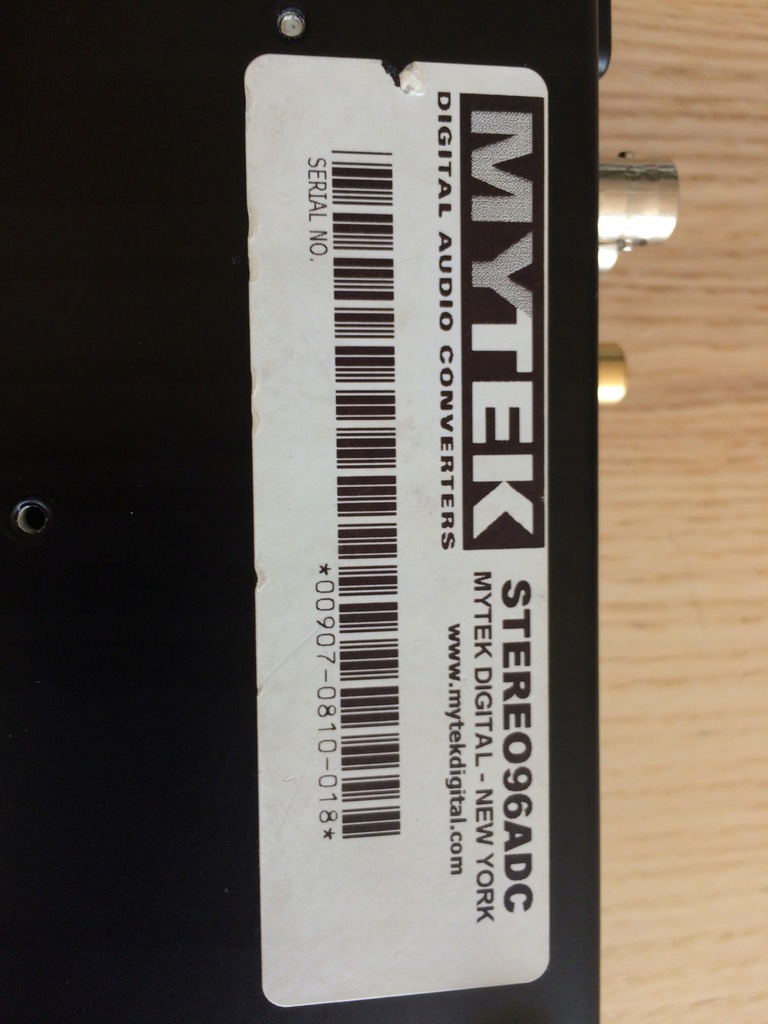 MYTEK
DIGITAL AUDIO CONVERTERS
STEREO96ADC
MYTEK DIGITAL - NEW YORK
www.mytekdigital.com
SERIAL NO.
*00907-0810-018*